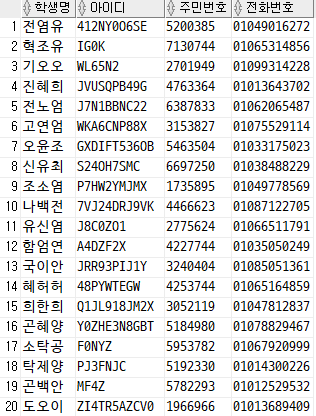 학생명 아이디 주민번호 전화번호
1 전염유 412NY0O6SE 5200385 01049016272
2 혁조유 IG0K 7130744 01065314856
3 기오오 WL65N2 2701949 01099314228
4 진혜희 JVUSQPB49G 4763364 01013643702
5 전노엄 J7N1BBNC22 6387833 01062065487
6 고연엄 WKA6CNP88X 3153827 01075529114
7 오윤조 GXDIFT536OB 5463504 01033175023
8 신유최 S24OH7SMC 6697250 01038488229
9 조소염 P7HW2YMJMX 1735895 01049778569
10 나백전 7VJ24DRJ9VK 4466623 01087122705
11 유신염 J8C0ZO1 2775624 01066511791
12 함엄연 A4DZF2X 4227744 01035050249
13 국이안 JRR93PIJ1Y 3240404 01085051361
14 혜허허 48PYWTEGW 4253744 01065164859
15 희한희 Q1JL918JM2X 3052119 01047812837
16 곤혜양 Y0ZHE3N8GBT 5184980 01078829467
17 소탁공 F0NYZ 5953782 01067920999
18 탁제양 PJ3FNJC 5192330 01014300226
19 곤백안 MF4Z 5782293 01012529532
20 도오이 ZI4TR5AZCV0 1966966 01013689409